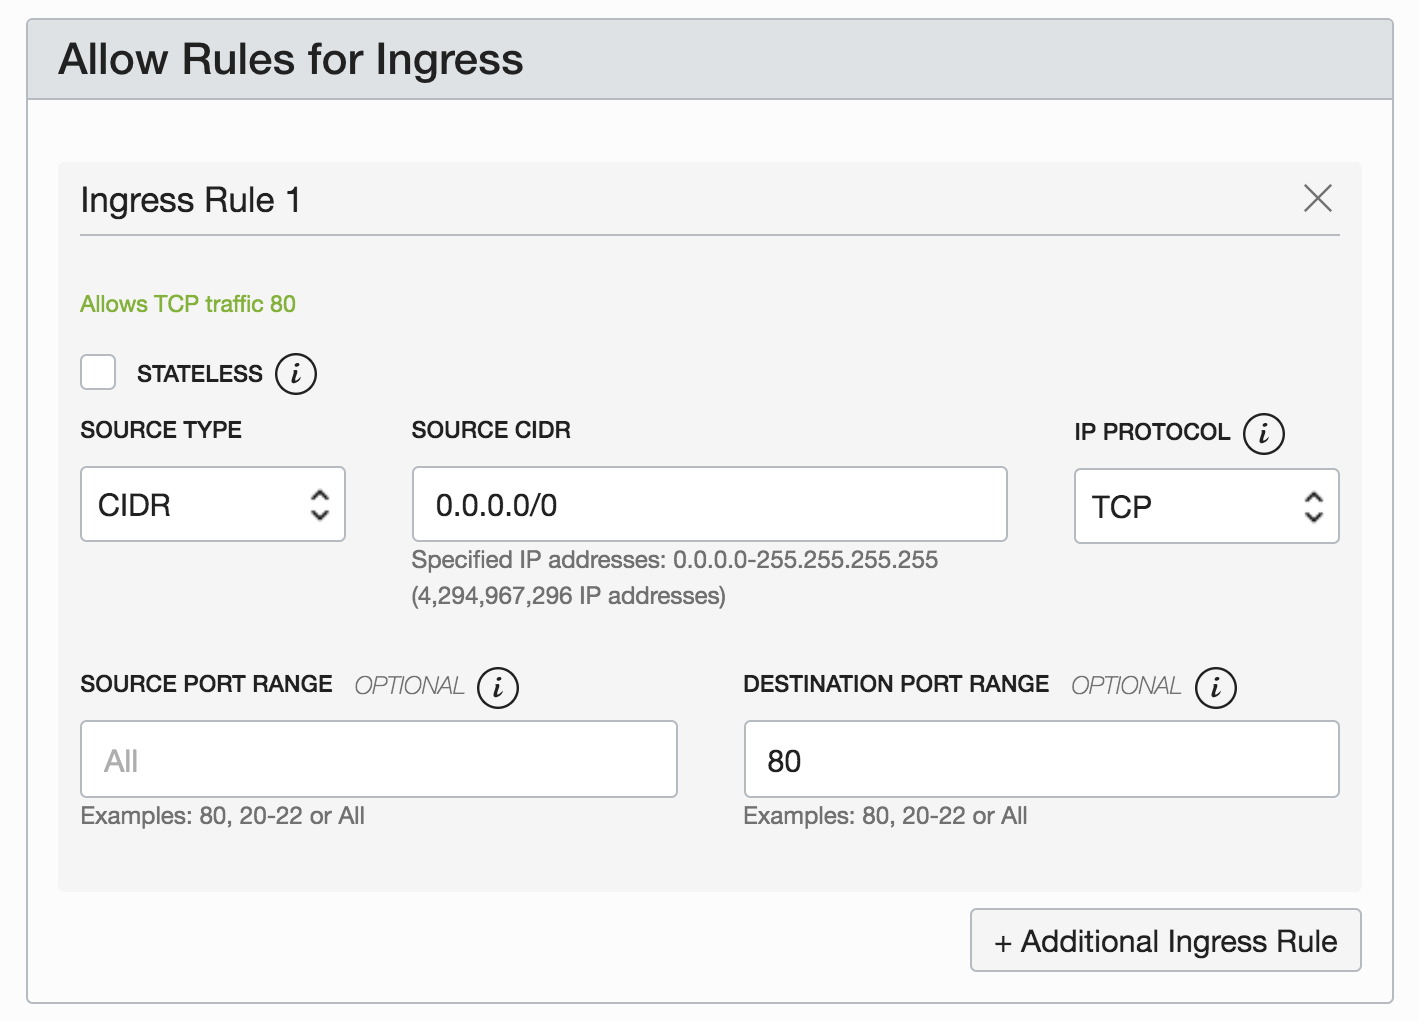 Allow Rules for Ingress
Ingress Rule 1
Allows TCP traffic 80
STATELESS i
SOURCE TYPE SOURCE CIDR IP PROTOCOL i
CIDR 0.0.0.0/0 TCP
Specified IP addresses: 0.0.0.0-255.255.255.255
(4,294,967,296 IP addresses)
SOURCE PORT RANGE OPTIONAL i DESTINATION PORT RANGE OPTIONAL i
All 80
Examples: 80, 20-22 or All Examples: 80, 20-22 or All
+ Additional Ingress Rule